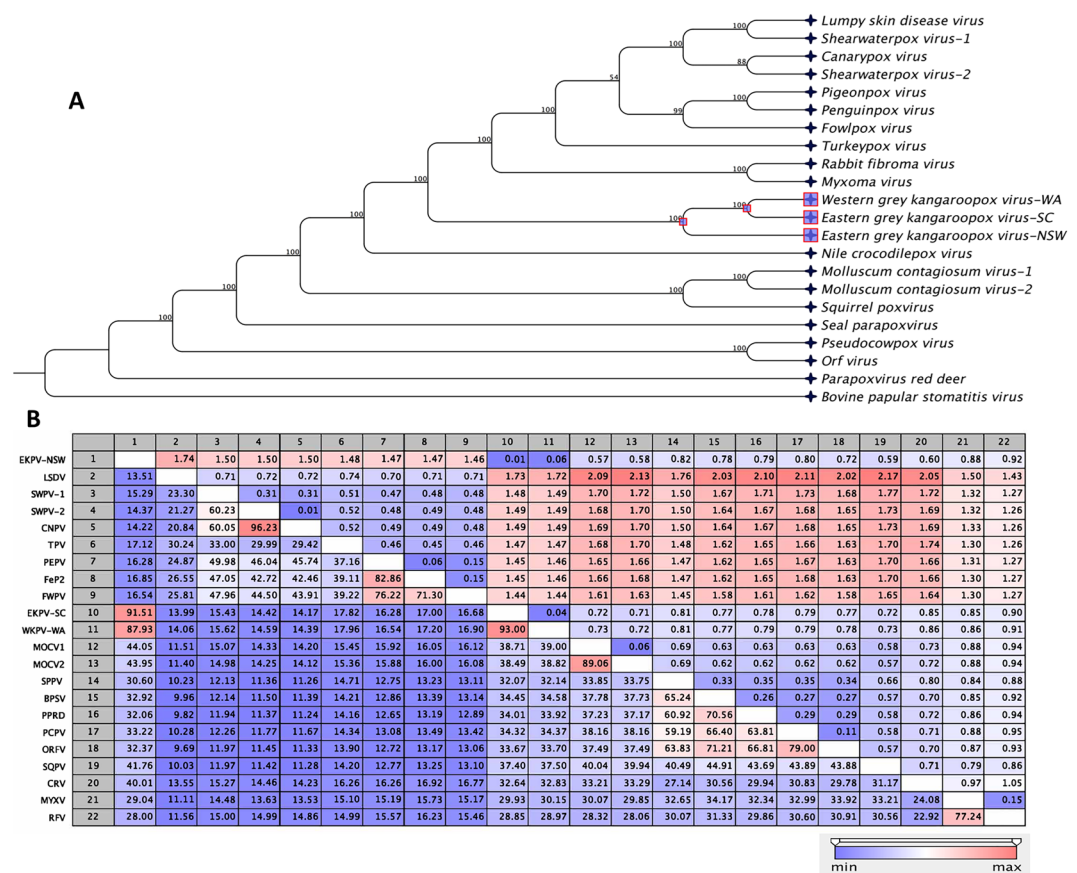 A
100 Lumpy skin disease virus
100 Shearwaterpox virus-1
88 Canarypox virus
54 Shearwaterpox virus-2
100 Pigeonpox virus
100 99 Penguinpox virus
Fowlpox virus
100 Turkeypox virus
100 Rabbit fibroma virus
100 Myxoma virus
100 Western grey kangaroopox virus-WA
100 100 Eastern grey kangaroopox virus-SC
Eastern grey kangaroopox virus-NSW
100 Nile crocodilepox virus
100 Molluscum contagiosum virus-1
100 100 Molluscum contagiosum virus-2
Squirrel poxvirus
100 Seal parapoxvirus
100 Pseudocowpox virus
Orf virus
Parapoxvirus red deer
Bovine papular stomatitis virus
B
1 2 3 4 5 6 7 8 9 10 11 12 13 14 15 16 17 18 19 20 21 22
EKPV-NSW 1 1.74 1.50 1.50 1.50 1.48 1.47 1.47 1.46 0.01 0.06 0.57 0.58 0.82 0.78 0.79 0.80 0.72 0.59 0.60 0.88 0.92
LSDV 2 13.51 0.71 0.72 0.72 0.74 0.70 0.71 0.71 1.73 1.72 2.09 2.13 1.76 2.03 2.10 2.11 2.02 2.17 2.05 1.50 1.43
SWPV-1 3 15.29 23.30 0.31 0.31 0.51 0.47 0.48 0.48 1.48 1.49 1.70 1.72 1.50 1.67 1.71 1.73 1.68 1.77 1.72 1.32 1.27
SWPV-2 4 14.37 21.27 60.23 0.01 0.52 0.48 0.49 0.48 1.49 1.49 1.68 1.70 1.50 1.64 1.67 1.68 1.65 1.73 1.69 1.33 1.26
CNPV 5 14.22 20.84 60.05 96.23 0.52 0.49 0.49 0.48 1.49 1.50 1.69 1.70 1.50 1.64 1.67 1.68 1.65 1.73 1.69 1.33 1.26
TPV 6 17.12 30.24 33.00 29.99 29.42 0.46 0.45 0.46 1.47 1.47 1.68 1.70 1.48 1.62 1.65 1.66 1.63 1.70 1.74 1.30 1.26
PEPV 7 16.28 24.87 49.98 46.04 45.74 37.16 0.06 0.15 1.45 1.46 1.66 1.68 1.47 1.62 1.65 1.65 1.63 1.70 1.66 1.31 1.27
FeP2 8 16.85 26.55 47.05 42.72 42.46 39.11 82.86 0.15 1.45 1.46 1.66 1.68 1.47 1.61 1.65 1.65 1.62 1.70 1.66 1.31 1.27
FWPV 9 16.54 25.81 47.96 44.50 43.91 39.22 76.22 71.30 1.44 1.44 1.61 1.63 1.45 1.58 1.61 1.62 1.58 1.65 1.64 1.30 1.27
EKPV-SC 10 91.51 13.99 15.43 14.42 14.17 17.82 16.28 17.00 16.68 0.04 0.72 0.71 0.81 0.77 0.78 0.79 0.77 0.72 0.85 0.85 0.90
WKPV-WA 11 87.93 14.06 15.62 14.59 14.39 17.96 16.54 17.20 16.90 93.00 0.73 0.72 0.81 0.77 0.79 0.79 0.78 0.73 0.86 0.86 0.91
MOCV1 12 44.05 11.51 15.07 14.33 14.20 15.45 15.92 16.05 16.12 38.71 39.00 0.06 0.69 0.63 0.63 0.63 0.63 0.58 0.73 0.88 0.94
MOCV2 13 43.95 11.40 14.98 14.25 14.12 15.36 15.88 16.00 16.08 38.49 38.82 89.06 0.69 0.62 0.62 0.62 0.62 0.57 0.72 0.88 0.94
SPPV 14 30.60 10.23 12.13 11.36 11.26 14.71 12.75 13.23 13.11 32.07 32.14 33.85 33.75 0.33 0.35 0.35 0.34 0.66 0.80 0.84 0.88
BPSV 15 32.92 9.96 12.14 11.50 11.39 14.21 12.86 13.39 13.14 34.45 34.58 37.78 37.73 65.24 0.26 0.27 0.27 0.57 0.70 0.85 0.92
PPRD 16 32.06 9.82 11.94 11.37 11.24 14.16 12.65 13.19 12.89 34.01 33.92 37.23 37.17 60.92 70.56 0.29 0.29 0.58 0.72 0.86 0.94
PCPV 17 33.22 10.28 12.26 11.77 11.67 14.34 13.08 13.49 13.42 34.32 34.37 38.16 38.16 59.19 66.40 63.81 0.11 0.56 0.71 0.88 0.95
ORFV 18 32.37 9.69 11.97 11.45 11.33 13.90 12.72 13.17 13.06 33.67 33.70 37.49 37.49 63.83 71.21 66.81 79.00 0.57 0.70 0.87 0.93
SQPV 19 41.76 10.03 11.97 11.42 11.28 14.20 12.77 13.25 13.10 37.40 37.50 40.04 39.94 40.49 44.91 43.69 43.89 43.88 0.71 0.79 0.86
CRV 20 40.01 13.55 15.27 14.46 14.23 16.26 16.26 16.92 16.77 32.64 32.83 33.21 33.29 27.14 30.56 29.94 30.83 29.78 31.17 0.97 1.05
MYXV 21 29.04 11.11 14.48 13.63 13.53 15.10 15.19 15.73 15.17 29.93 30.15 30.07 29.85 32.65 34.17 32.34 32.99 33.92 33.21 24.08 0.15
RFV 22 28.00 11.56 15.00 14.99 14.86 14.99 15.57 16.23 15.46 28.85 28.97 28.32 28.06 30.07 31.33 29.86 30.60 30.91 30.56 22.92 77.24
min max